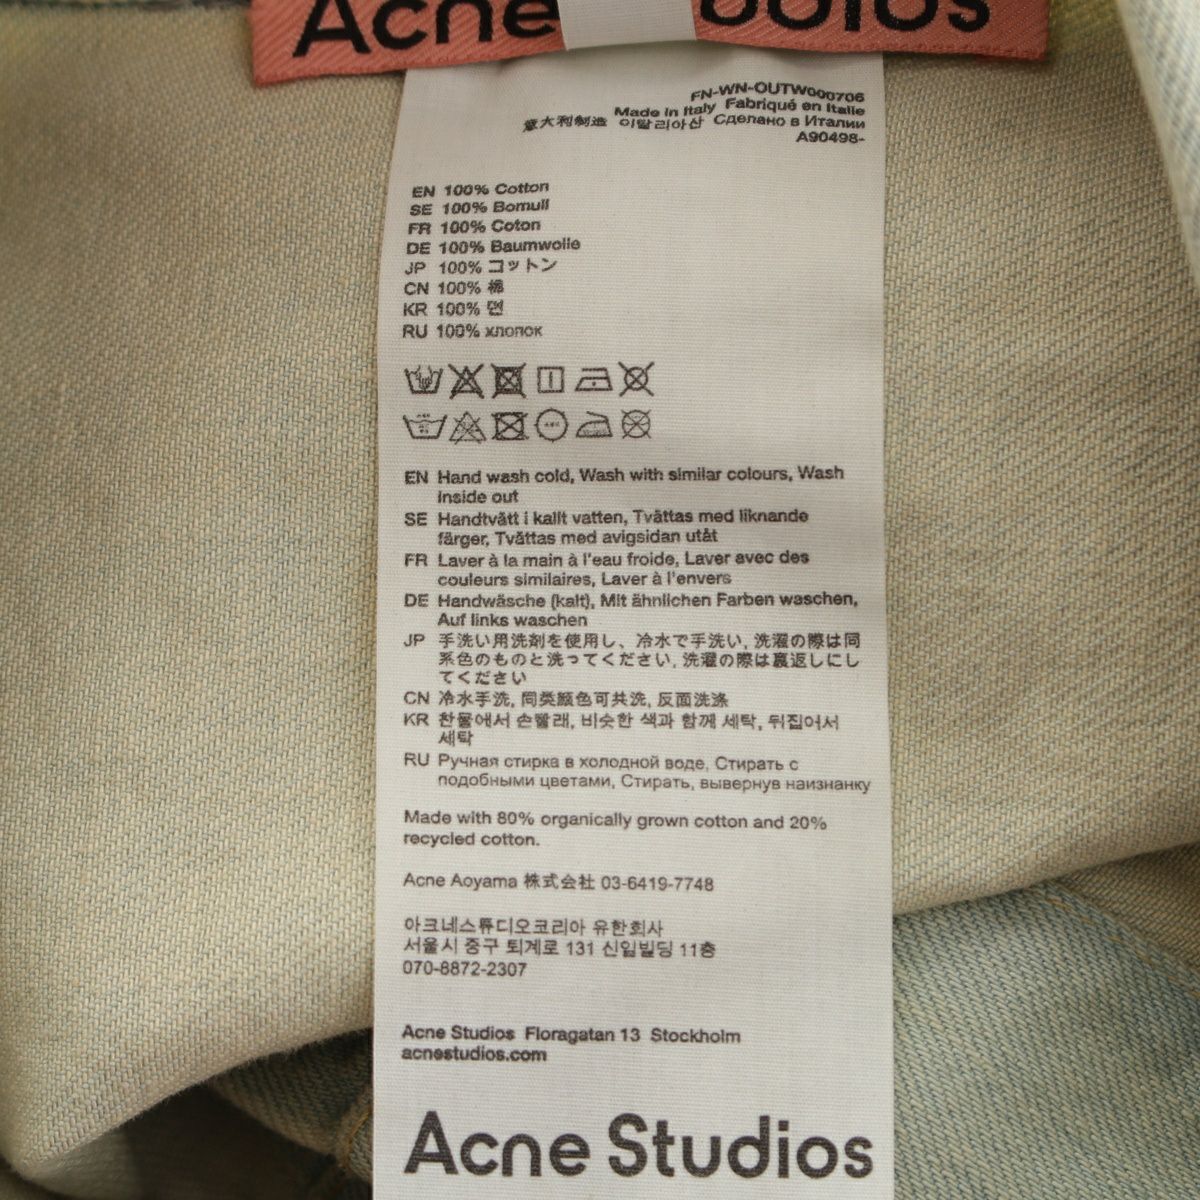 Acne Studios
FN-WN-OUTW000706
Made in Italy Fabriqué en Italie
意大利制造 이탈리아산 Сделано в Италии
A90498-
EN 100% Cotton
SE 100% Bomull
FR 100% Coton
DE 100% Baumwolle
JP 100% コットン
CN 100% 棉
KR 100% 면
RU 100% хлопок
EN Hand wash cold, Wash with similar colours, Wash
inside out
SE Handtvätt i kallt vatten, Tvättas med liknande
färger, Tvättas med avigsidan utåt
FR Laver à la main à l'eau froide, Laver avec des
couleurs similaires, Laver à l'envers
DE Handwäsche (kalt), Mit ähnlichen Farben waschen,
Auf links waschen
JP 手洗い用洗剤を使用し、冷水で手洗い, 洗濯の際は同
系色のものと洗ってください, 洗濯の際は裏返しにし
てください
CN 冷水手洗, 同类颜色可共洗, 反面洗涤
KR 찬물에서 손빨래, 비슷한 색과 함께 세탁, 뒤집어서
세탁
RU Ручная стирка в холодной воде, Стирать с
подобными цветами, Стирать, вывернув наизнанку
Made with 80% organically grown cotton and 20%
recycled cotton.
Acne Aoyama 株式会社 03-6419-7748
아크네스튜디오코리아 유한회사
서울시 중구 퇴계로 131 신일빌딩 11층
070-8872-2307
Acne Studios Floragatan 13 Stockholm
acnestudios.com
Acne Studios